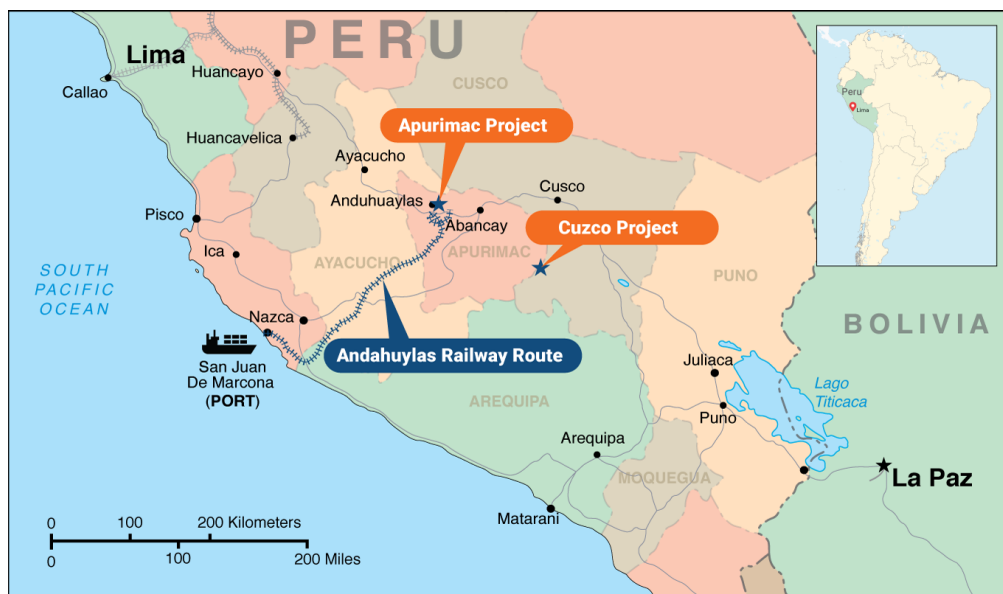 PERU
Lima
Callao
Huancayo
CUSCO
Huancavelica
Apurimac Project
Ayacucho
Cusco
Anduhuaylas
Abancay
Pisco
Cuzco Project
Ica
AYACUCHO
APURIMAC
PUNO
SOUTH
PACIFIC
OCEAN
Nazca
BOLIVIA
San Juan
De Marcona
(PORT)
Andahuylas Railway Route
Juliaca
Lago
Titicaca
AREQUIPA
Puno
Arequipa
MOQUEGUA
La Paz
Matarani
0 100 200 Kilometers
0 100 200 Miles
Peru
Lima